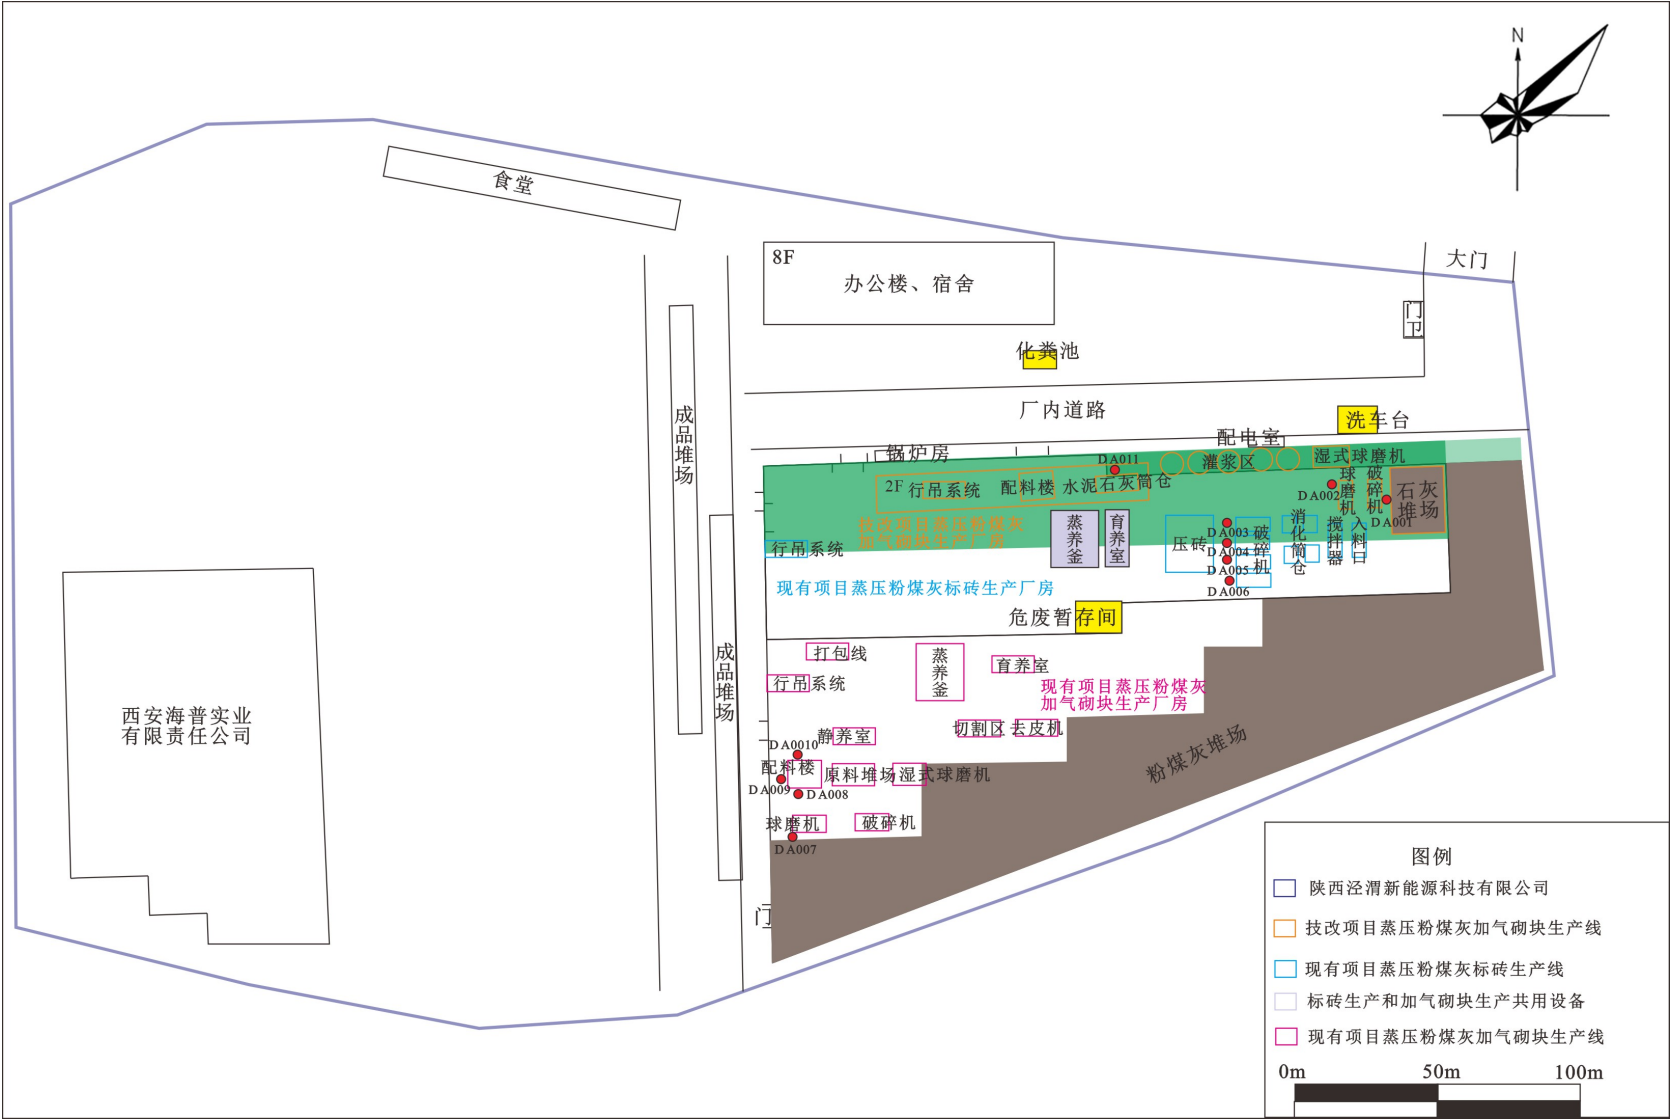 N
食堂
8F
办公楼、宿舍
大门
门卫
化粪池
厂内道路
洗车台
成品堆场
锅炉房
配电室
DA011
灌浆区
湿式球磨机
2F
行吊系统
配料楼
水泥石灰筒仓
DA002
球磨机
破碎机
石灰堆场
DA001
技改项目蒸压粉煤灰
加气砌块生产厂房
蒸养釜
育养室
行吊系统
压砖
DA003
DA004
DA005
DA006
破碎机
消化筒仓
搅拌器
入料口
现有项目蒸压粉煤灰标砖生产厂房
危废暂存间
成品堆场
打包线
行吊系统
蒸养釜
育养室
现有项目蒸压粉煤灰
加气砌块生产厂房
切割区
去皮机
静养室
DA0010
配料楼
DA009
DA008
原料堆场
湿式球磨机
球磨机
破碎机
DA007
粉煤灰堆场
西安海普实业
有限责任公司
门
图例
陕西泾渭新能源科技有限公司
技改项目蒸压粉煤灰加气砌块生产线
现有项目蒸压粉煤灰标砖生产线
标砖生产和加气砌块生产共用设备
现有项目蒸压粉煤灰加气砌块生产线
0m 50m 100m